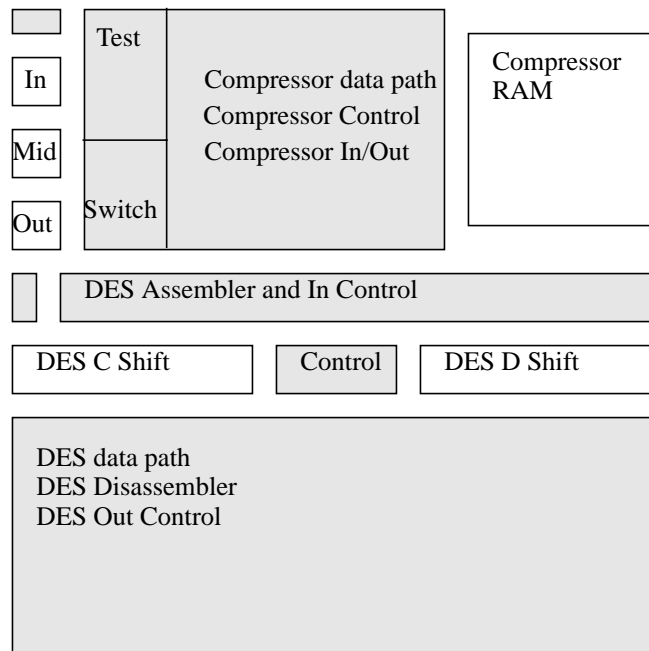 Test
In
Mid
Out
Switch
Compressor data path
Compressor Control
Compressor In/Out
Compressor
RAM
DES Assembler and In Control
DES C Shift
Control
DES D Shift
DES data path
DES Disassembler
DES Out Control